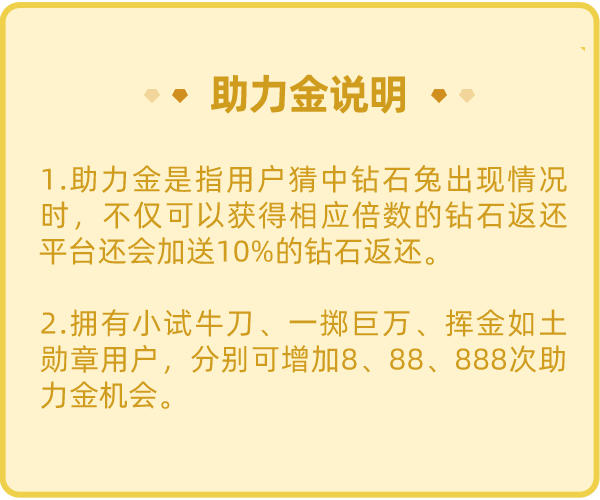 助力金说明
1.助力金是指用户猜中钻石兔出现情况
时，不仅可以获得相应倍数的钻石返还
平台还会加送10%的钻石返还。
2.拥有小试牛刀、一掷巨万、挥金如土
勋章用户，分别可增加8、88、888次助
力金机会。